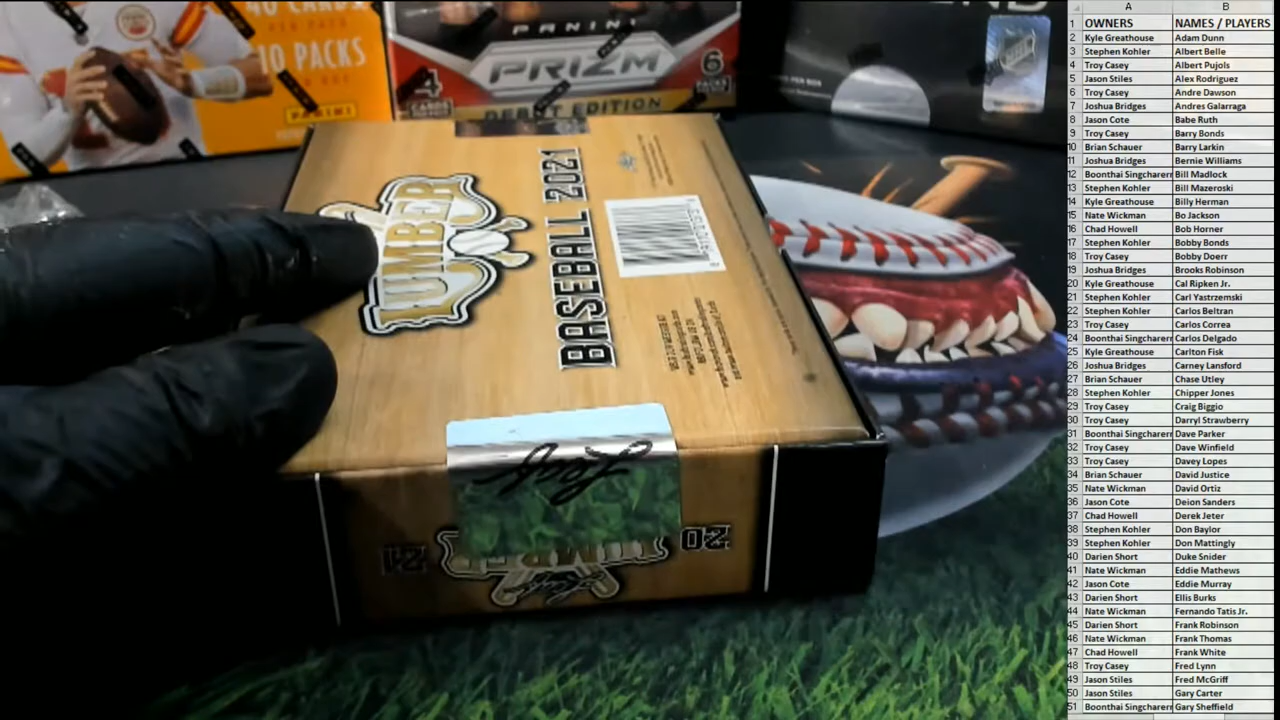 40 CARDS
PER PACK
10 PACKS
PER BOX
PANINI
PANINI
PRIZM
DRAFT EDITION
4
CARDS
6
PACKS
LUMBER
BASEBALL 2021
Leaf
20
A B
1 OWNERS NAMES / PLAYERS
2 Kyle Greathouse Adam Dunn
3 Stephen Kohler Albert Belle
4 Troy Casey Albert Pujols
5 Jason Stiles Alex Rodriguez
6 Troy Casey Andre Dawson
7 Joshua Bridges Andres Galarraga
8 Jason Cote Babe Ruth
9 Troy Casey Barry Bonds
10 Brian Schauer Barry Larkin
11 Joshua Bridges Bernie Williams
12 Boonthai Singcharern Bill Madlock
13 Stephen Kohler Bill Mazeroski
14 Kyle Greathouse Billy Herman
15 Nate Wickman Bo Jackson
16 Chad Howell Bob Horner
17 Stephen Kohler Bobby Bonds
18 Troy Casey Bobby Doerr
19 Joshua Bridges Brooks Robinson
20 Kyle Greathouse Cal Ripken Jr.
21 Stephen Kohler Carl Yastrzemski
22 Stephen Kohler Carlos Beltran
23 Troy Casey Carlos Correa
24 Boonthai Singcharern Carlos Delgado
25 Kyle Greathouse Carlton Fisk
26 Joshua Bridges Carney Lansford
27 Brian Schauer Chase Utley
28 Stephen Kohler Chipper Jones
29 Troy Casey Craig Biggio
30 Troy Casey Darryl Strawberry
31 Boonthai Singcharern Dave Parker
32 Troy Casey Dave Winfield
33 Troy Casey Davey Lopes
34 Brian Schauer David Justice
35 Nate Wickman David Ortiz
36 Jason Cote Deion Sanders
37 Chad Howell Derek Jeter
38 Stephen Kohler Don Baylor
39 Stephen Kohler Don Mattingly
40 Darien Short Duke Snider
41 Nate Wickman Eddie Mathews
42 Jason Cote Eddie Murray
43 Darien Short Ellis Burks
44 Nate Wickman Fernando Tatis Jr.
45 Darien Short Frank Robinson
46 Nate Wickman Frank Thomas
47 Chad Howell Frank White
48 Troy Casey Fred Lynn
49 Jason Stiles Fred McGriff
50 Jason Stiles Gary Carter
51 Boonthai Singcharern Gary Sheffield